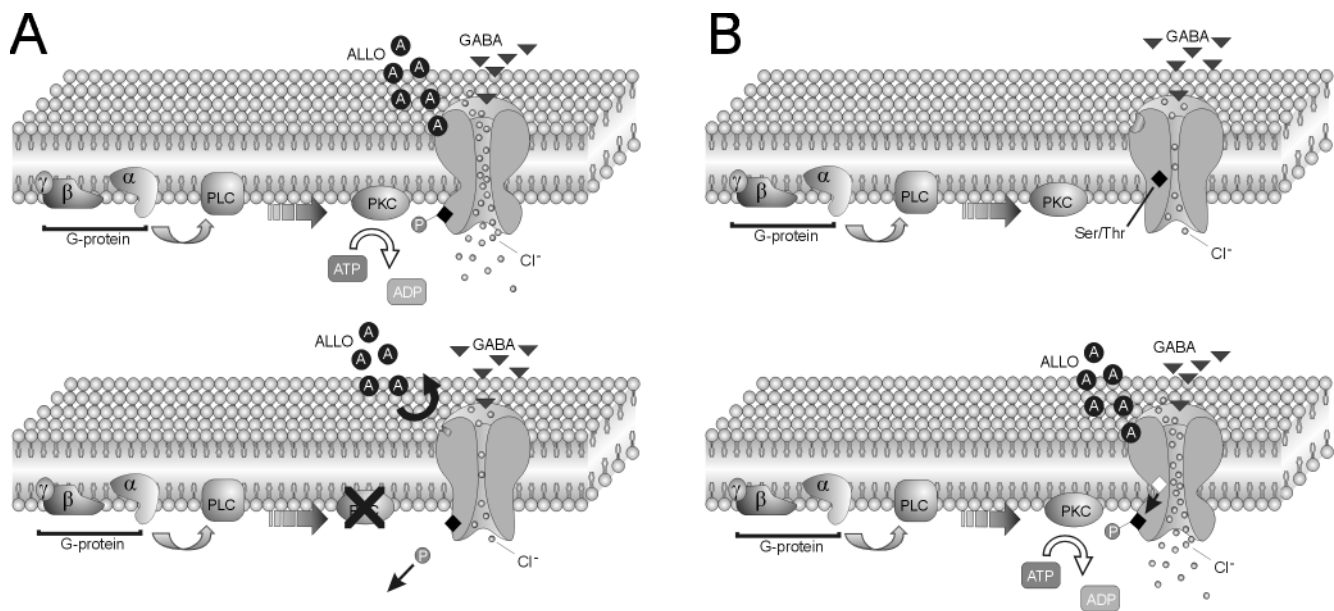 A
ALLO
GABA
A
A
A
A
A
A
γ
β
α
PLC
PKC
P
G-protein
Cl⁻
ATP
ADP
ALLO
GABA
A
A
A
A
A
γ
β
α
PLC
G-protein
P
Cl⁻
B
GABA
γ
β
α
PLC
PKC
G-protein
Ser/Thr
Cl⁻
ALLO
GABA
A
A
A
A
A
A
γ
β
α
PLC
PKC
P
G-protein
Cl⁻
ATP
ADP